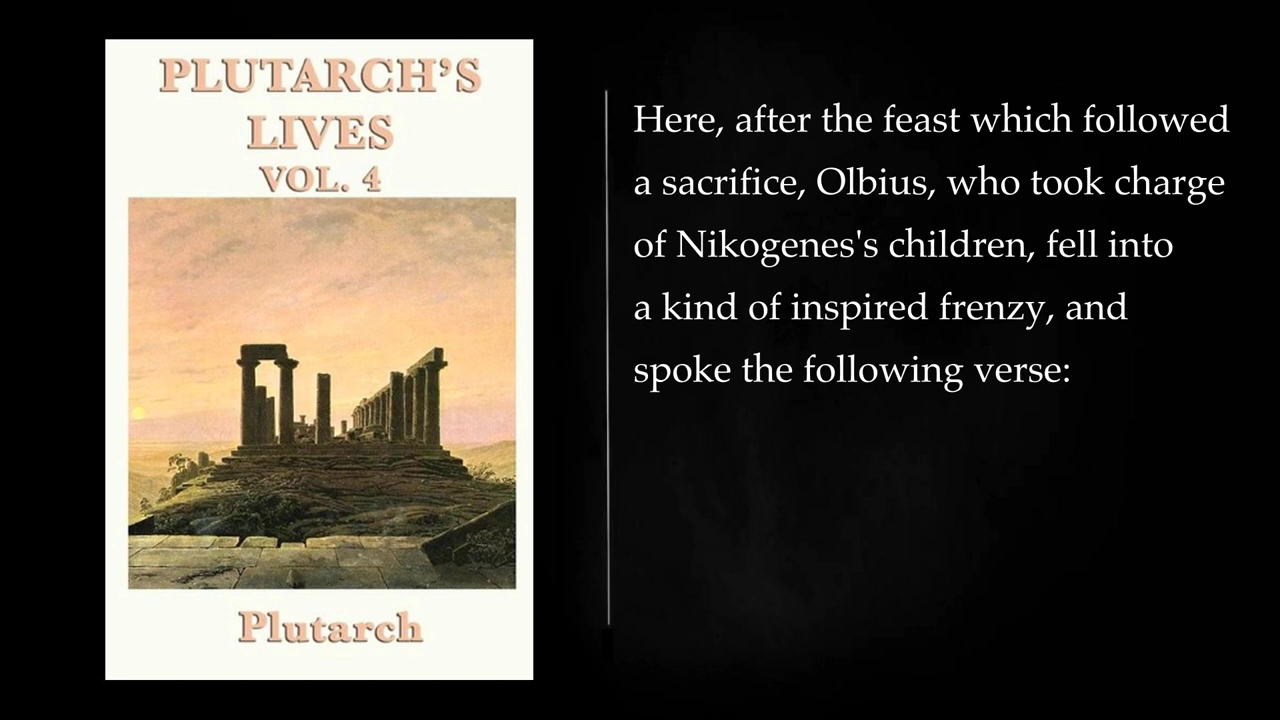 PLUTARCH'S
LIVES
VOL. 4
Plutarch
Here, after the feast which followed
a sacrifice, Olbius, who took charge
of Nikogenes's children, fell into
a kind of inspired frenzy, and
spoke the following verse: